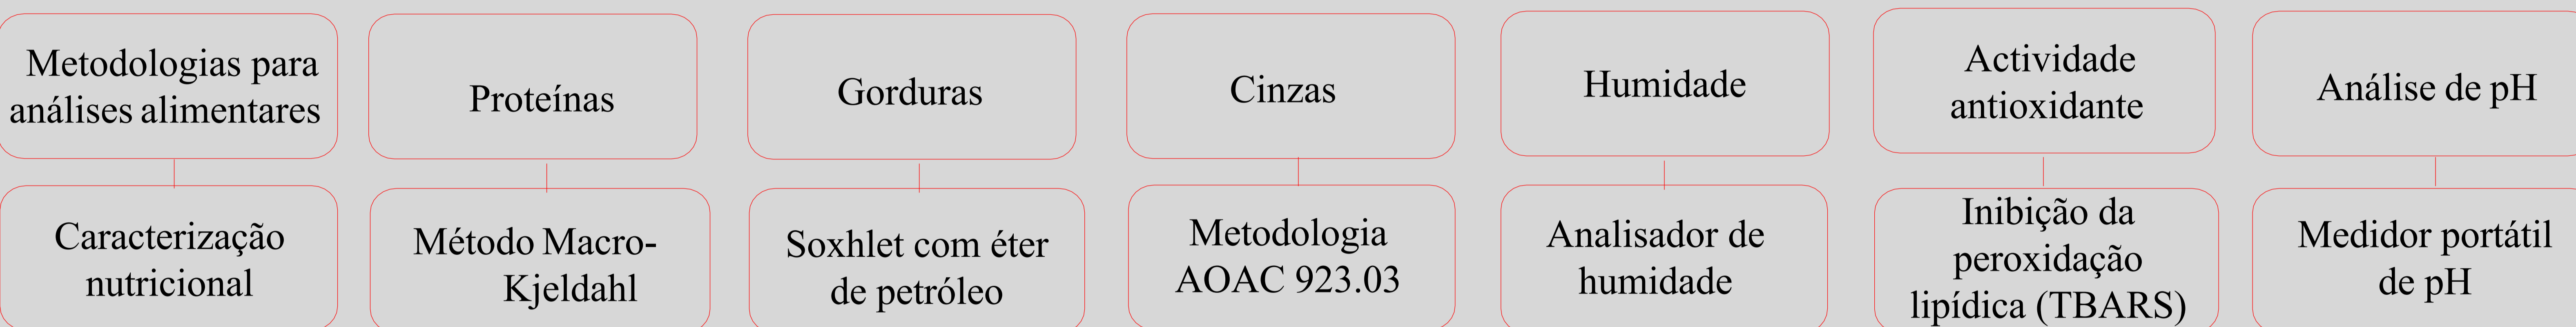 Metodologias para
análises alimentares
Proteínas
Gorduras
Cinzas
Humidade
Actividade
antioxidante
Análise de pH
Caracterização
nutricional
Método Macro-
Kjeldahl
Soxhlet com éter
de petróleo
Metodologia
AOAC 923.03
Analisador de
humidade
Inibição da
peroxidação
lipídica (TBARS)
Medidor portátil
de pH